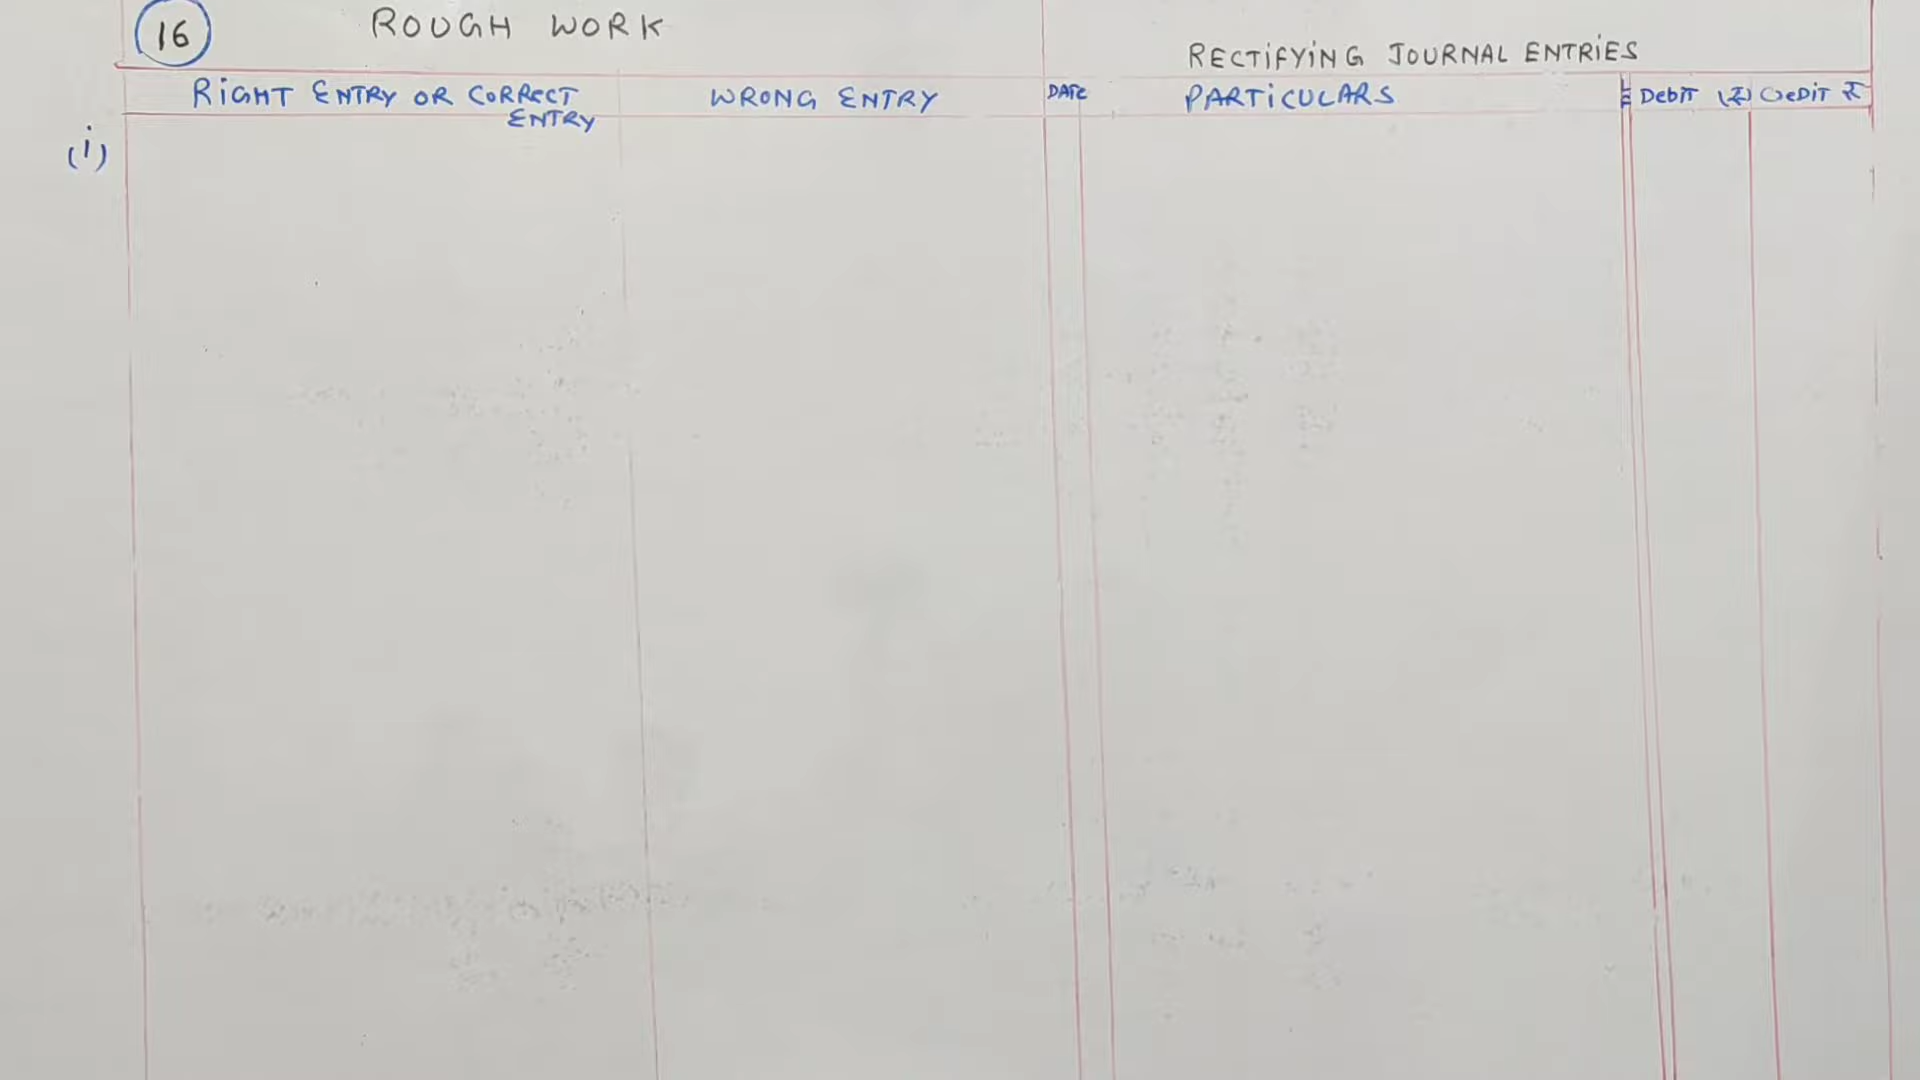 16
ROUGH WORK
RECTIFYING JOURNAL ENTRIES
RIGHT ENTRY OR CORRECT
ENTRY
WRONG ENTRY
DATE
PARTICULARS
Debit (₹)
CreDit ₹
(i)